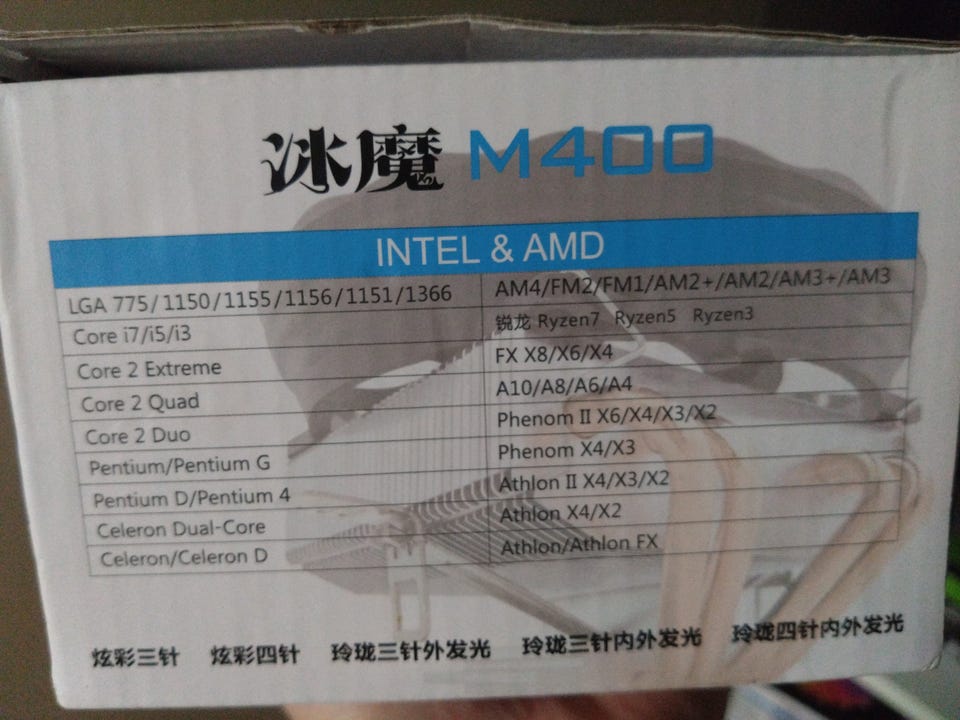 冰魔 M400
INTEL & AMD
LGA 775/1150/1155/1156/1151/1366
AM4/FM2/FM1/AM2+/AM2/AM3+/AM3
Core i7/i5/i3
锐龙 Ryzen7 Ryzen5 Ryzen3
Core 2 Extreme
FX X8/X6/X4
Core 2 Quad
A10/A8/A6/A4
Core 2 Duo
Phenom II X6/X4/X3/X2
Pentium/Pentium G
Phenom X4/X3
Pentium D/Pentium 4
Athlon II X4/X3/X2
Celeron Dual-Core
Athlon X4/X2
Celeron/Celeron D
Athlon/Athlon FX
炫彩三针 炫彩四针 玲珑三针外发光 玲珑三针内外发光 玲珑四针内外发光